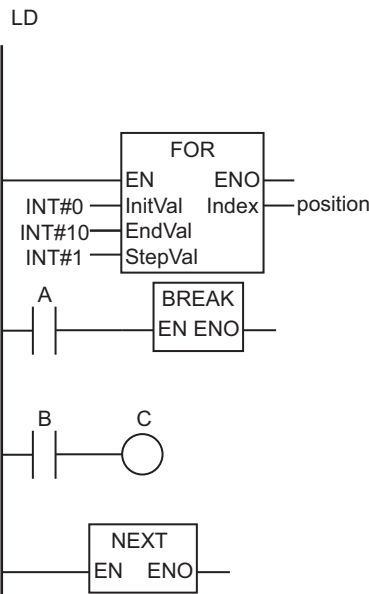 LD
FOR
EN ENO
INT#0 InitVal Index position
INT#10 EndVal
INT#1 StepVal
A
BREAK
EN ENO
B C
NEXT
EN ENO